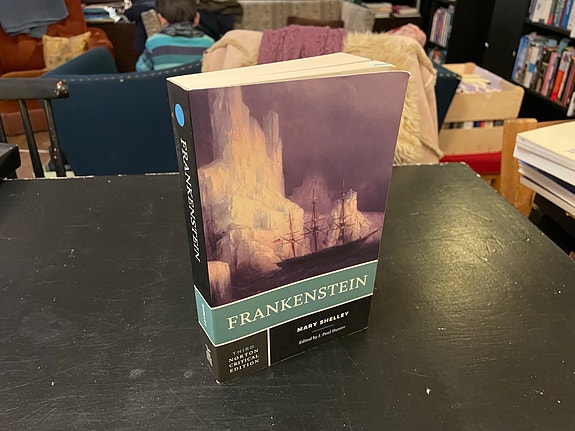 FRANKENSTEIN
FRANKENSTEIN
MARY SHELLEY
Edited by J. Paul Hunter
THIRD
NORTON
CRITICAL
EDITION